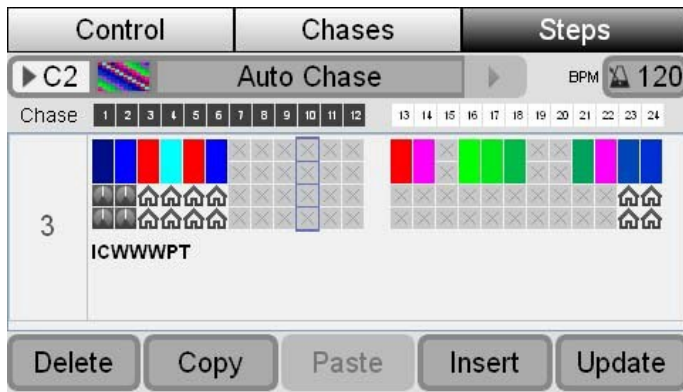 Control Chases Steps
C2 Auto Chase BPM 120
Chase 1 2 3 4 5 6 7 8 9 10 11 12 13 14 15 16 17 18 19 20 21 22 23 24
3
ICWWWPT
Delete Copy Paste Insert Update